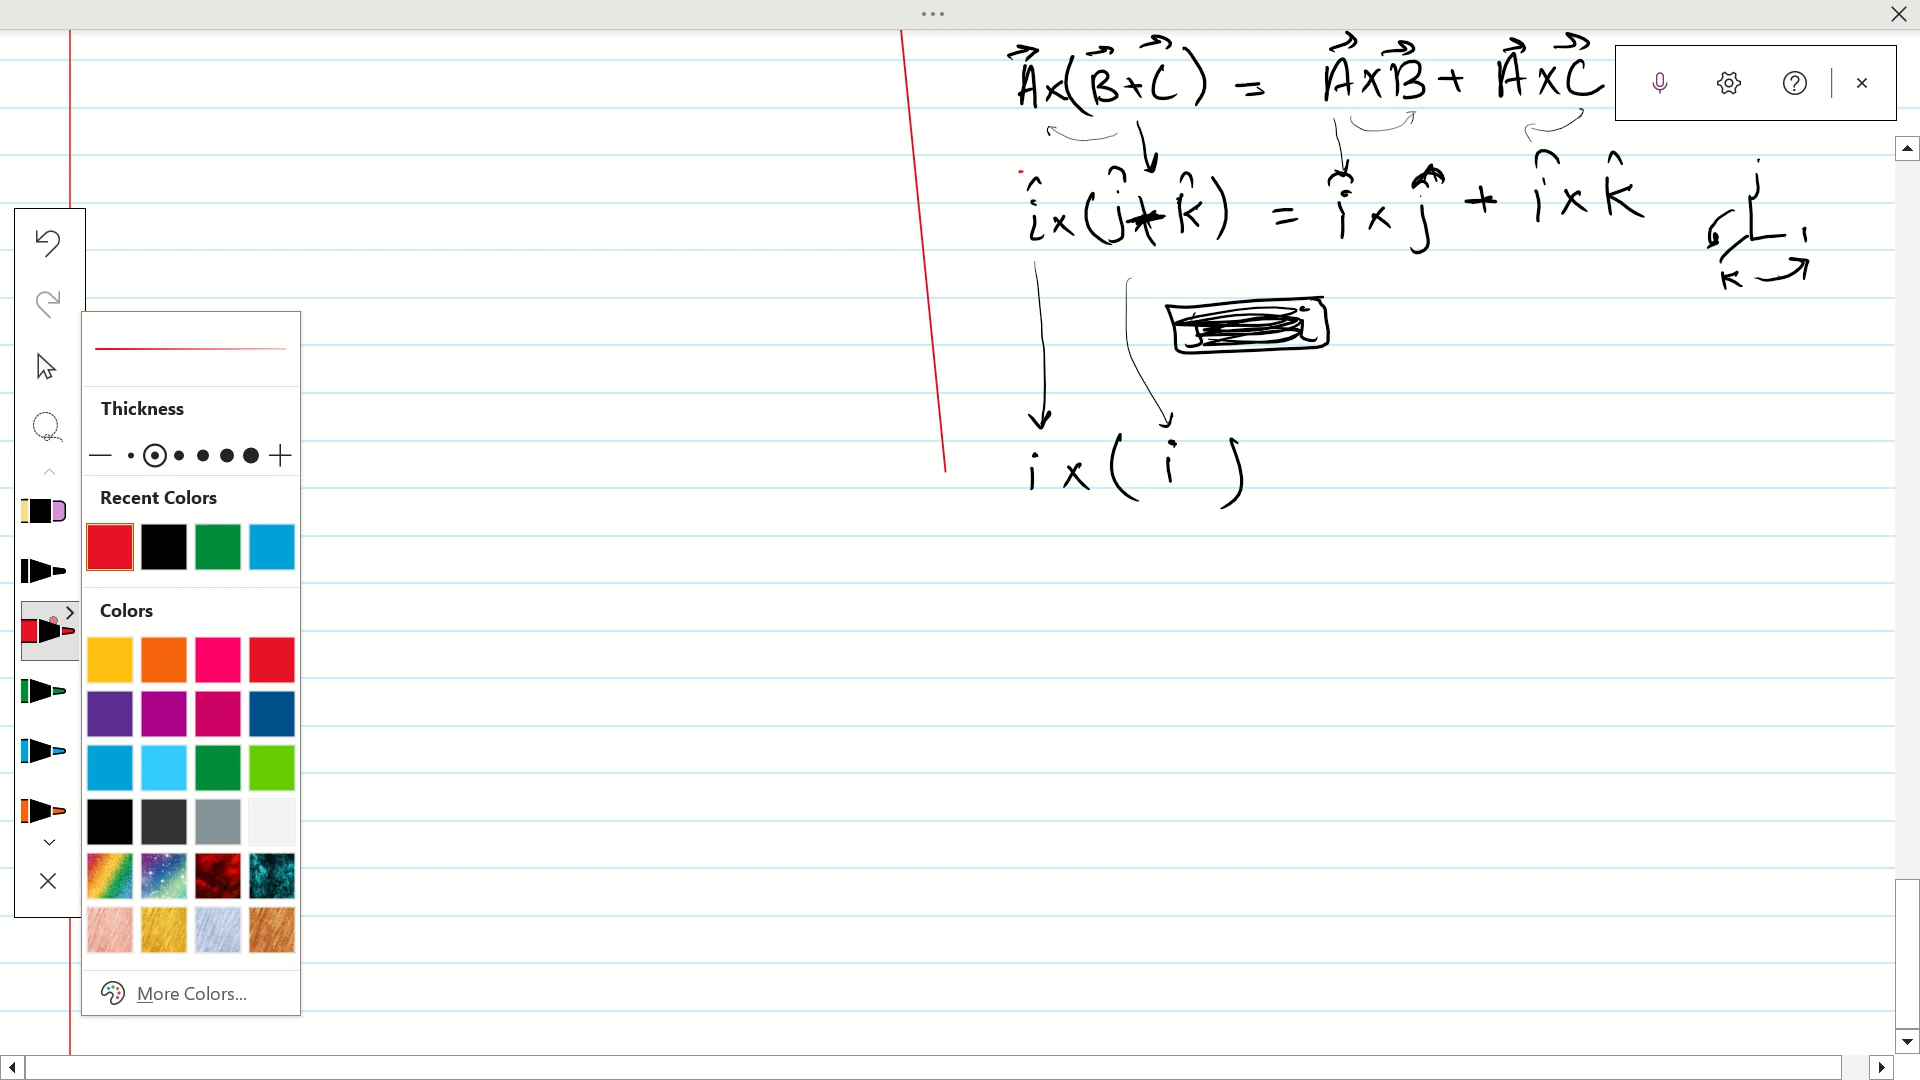 A⃗ x (B⃗ + C⃗) = A⃗ x B⃗ + A⃗ x C⃗
î x (ĵ + k̂) = î x ĵ + î x k̂
j
i
k
i x ( i )
Thickness
Recent Colors
Colors
More Colors...